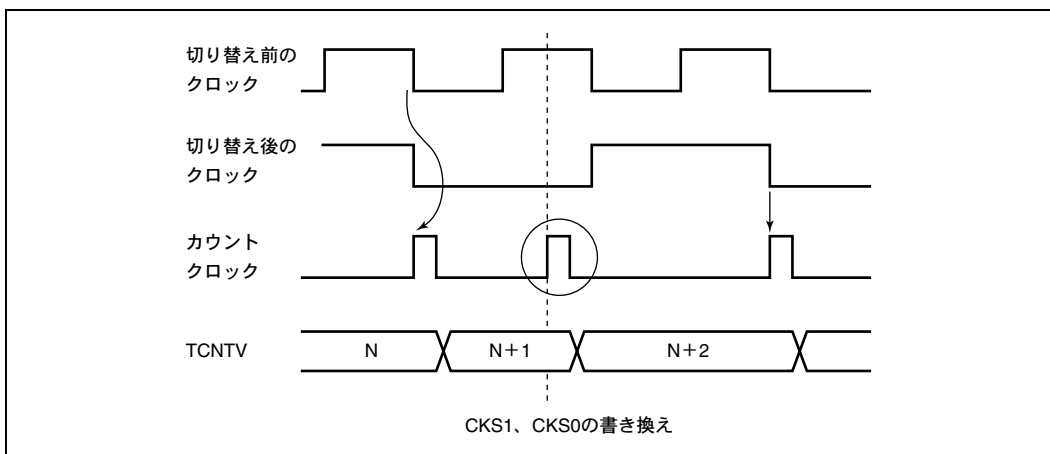 切り替え前の
クロック
切り替え後の
クロック
カウント
クロック
TCNTV
N
N+1
N+2
CKS1、CKS0の書き換え